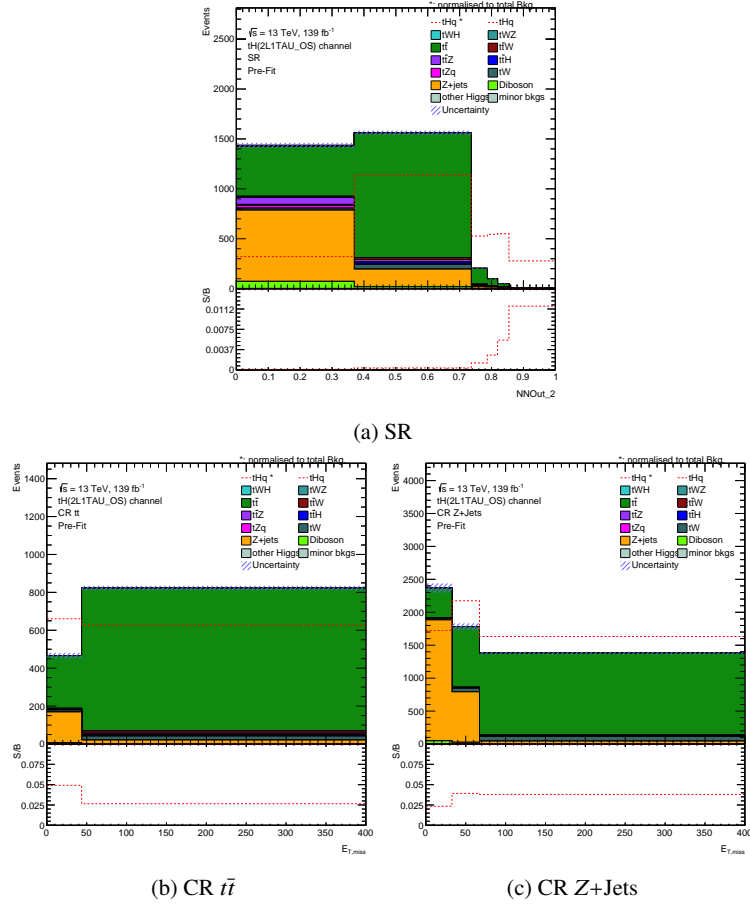 *: normalised to total Bkg.
Events
√s = 13 TeV, 139 fb⁻¹
tH(2L1TAU_OS) channel
SR
Pre-Fit
tHq * tHq
tWH tWZ
tt̄ tt̄W
tt̄Z tt̄H
tZq tW
Z+jets Diboson
other Higgs minor bkgs
Uncertainty
2500
2000
1500
1000
500
0
S/B
0.0112
0.0075
0.0037
0
0 0.1 0.2 0.3 0.4 0.5 0.6 0.7 0.8 0.9 1
NNOut_2
(a) SR
*: normalised to total Bkg.
Events
√s = 13 TeV, 139 fb⁻¹
tH(2L1TAU_OS) channel
CR tt
Pre-Fit
tHq * tHq
tWH tWZ
tt̄ tt̄W
tt̄Z tt̄H
tZq tW
Z+jets Diboson
other Higgs minor bkgs
Uncertainty
1400
1200
1000
800
600
400
200
0
S/B
0.075
0.05
0.025
0
0 50 100 150 200 250 300 350 400
E_T,miss
(b) CR tt̄
*: normalised to total Bkg.
Events
√s = 13 TeV, 139 fb⁻¹
tH(2L1TAU_OS) channel
CR Z+Jets
Pre-Fit
tHq * tHq
tWH tWZ
tt̄ tt̄W
tt̄Z tt̄H
tZq tW
Z+jets Diboson
other Higgs minor bkgs
Uncertainty
4000
3500
3000
2500
2000
1500
1000
500
0
S/B
0.075
0.05
0.025
0
0 50 100 150 200 250 300 350 400
E_T,miss
(c) CR Z+Jets